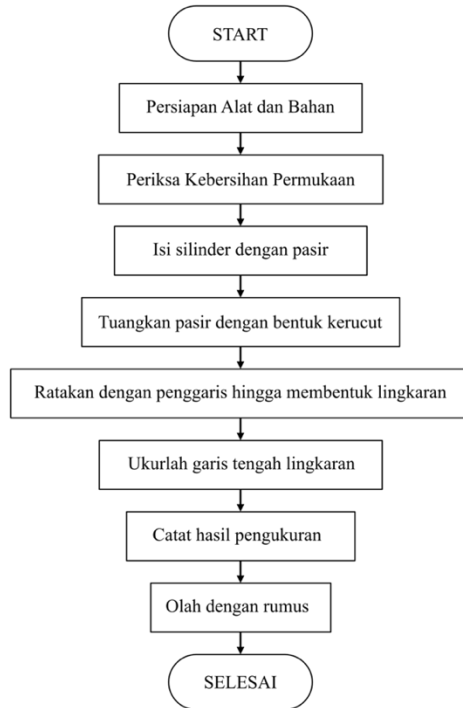 START
Persiapan Alat dan Bahan
Periksa Kebersihan Permukaan
Isi silinder dengan pasir
Tuangkan pasir dengan bentuk kerucut
Ratakan dengan penggaris hingga membentuk lingkaran
Ukurlah garis tengah lingkaran
Catat hasil pengukuran
Olah dengan rumus
SELESAI